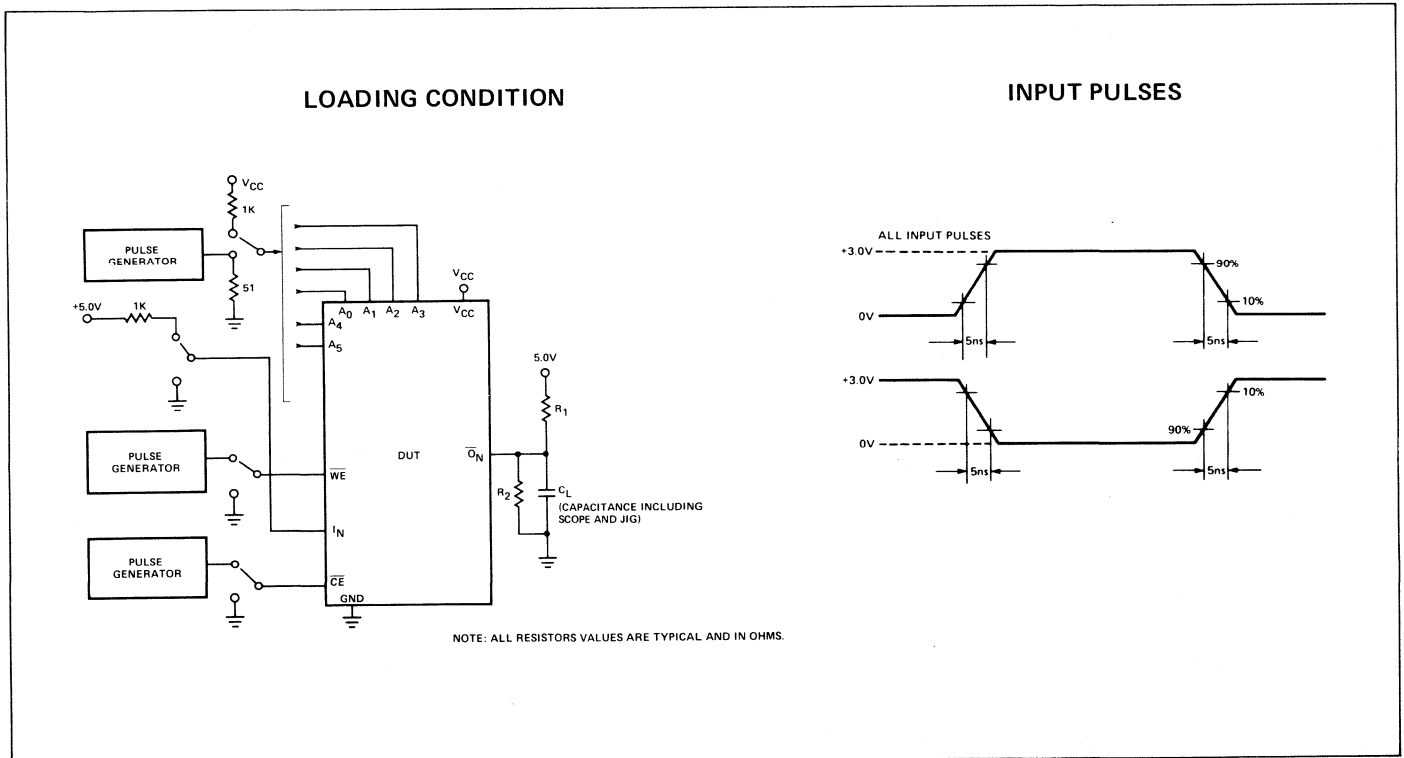 LOADING CONDITION
INPUT PULSES
VCC
1K
PULSE
GENERATOR
51
+5.0V
1K
A0 A1 A2 A3
VCC
VCC
A4
A5
5.0V
R1
DUT
ON
R2
CL
(CAPACITANCE INCLUDING
SCOPE AND JIG)
PULSE
GENERATOR
WE
IN
PULSE
GENERATOR
CE
GND
NOTE: ALL RESISTORS VALUES ARE TYPICAL AND IN OHMS.
ALL INPUT PULSES
+3.0V
90%
10%
0V
5ns
5ns
+3.0V
10%
90%
0V
5ns
5ns